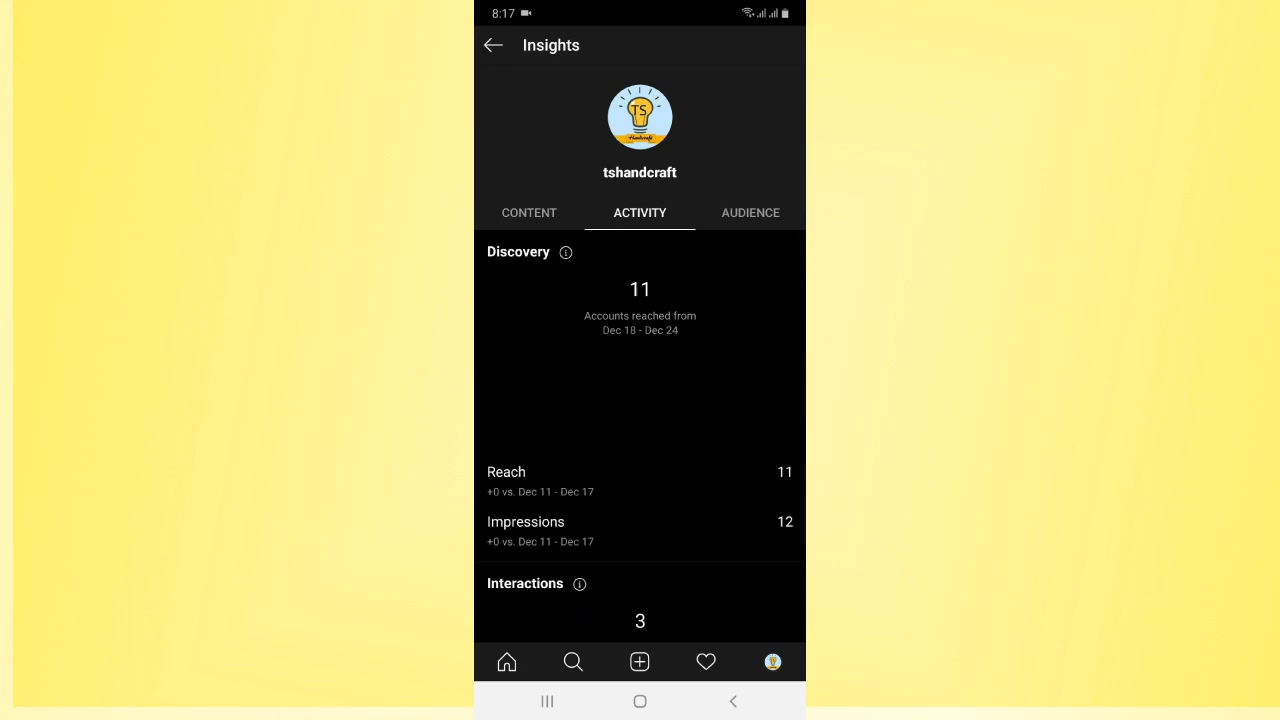 8:17
Insights
TS
tshandcraft
CONTENT ACTIVITY AUDIENCE
Discovery
11
Accounts reached from
Dec 18 - Dec 24
Reach 11
+0 vs. Dec 11 - Dec 17
Impressions 12
+0 vs. Dec 11 - Dec 17
Interactions
3